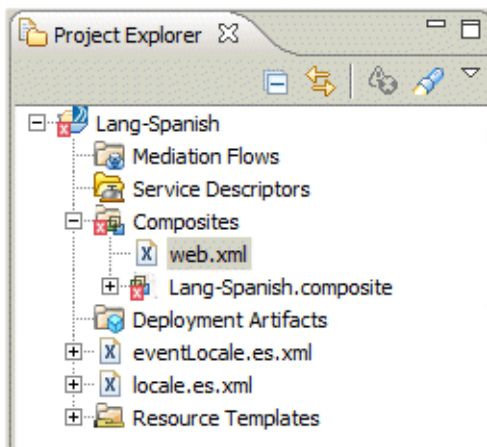 Project Explorer
Lang-Spanish
Mediation Flows
Service Descriptors
Composites
web.xml
Lang-Spanish.composite
Deployment Artifacts
eventLocale.es.xml
locale.es.xml
Resource Templates